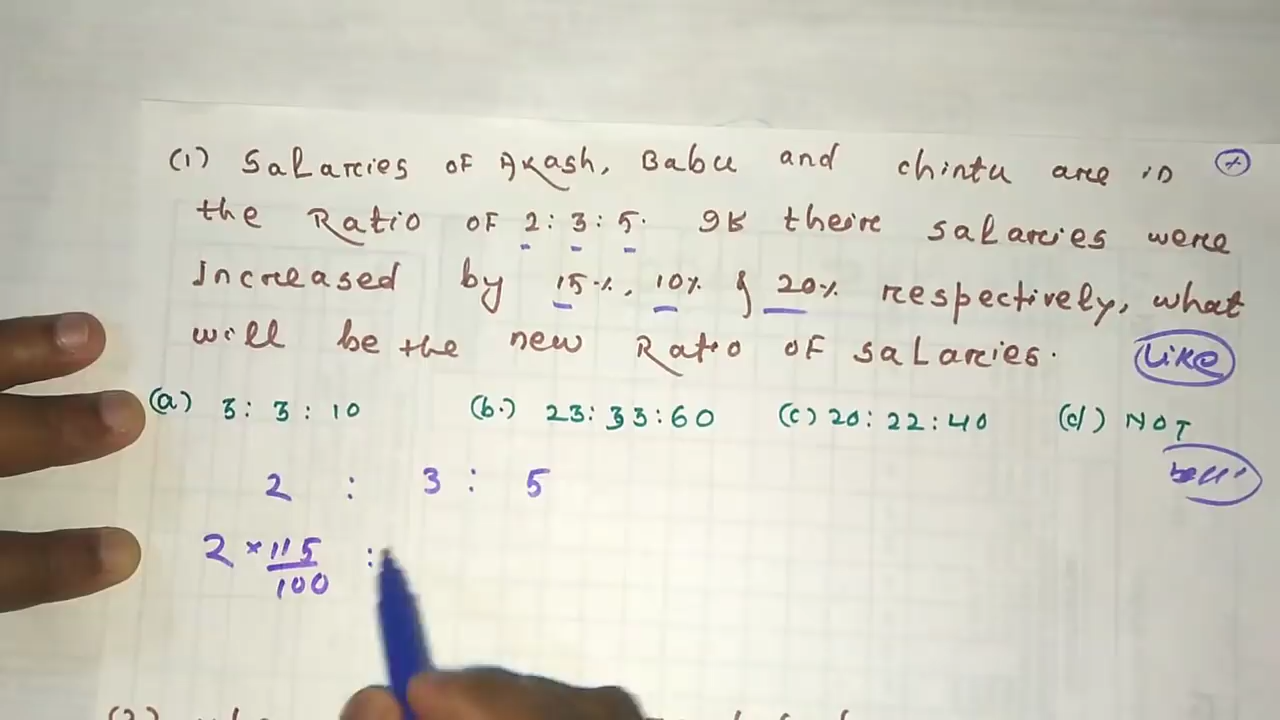 (1) Salaries of Akash, Babu and chintu are in +
the Ratio of 2:3:5. If theire salaries were
increased by 15%, 10% & 20% respectively, what
will be the new Ratio of salaries.
Like
(a) 3:3:10 (b.) 23:33:60 (c) 20:22:40 (d) NOT
2 : 3 : 5
2 × 115 :
100